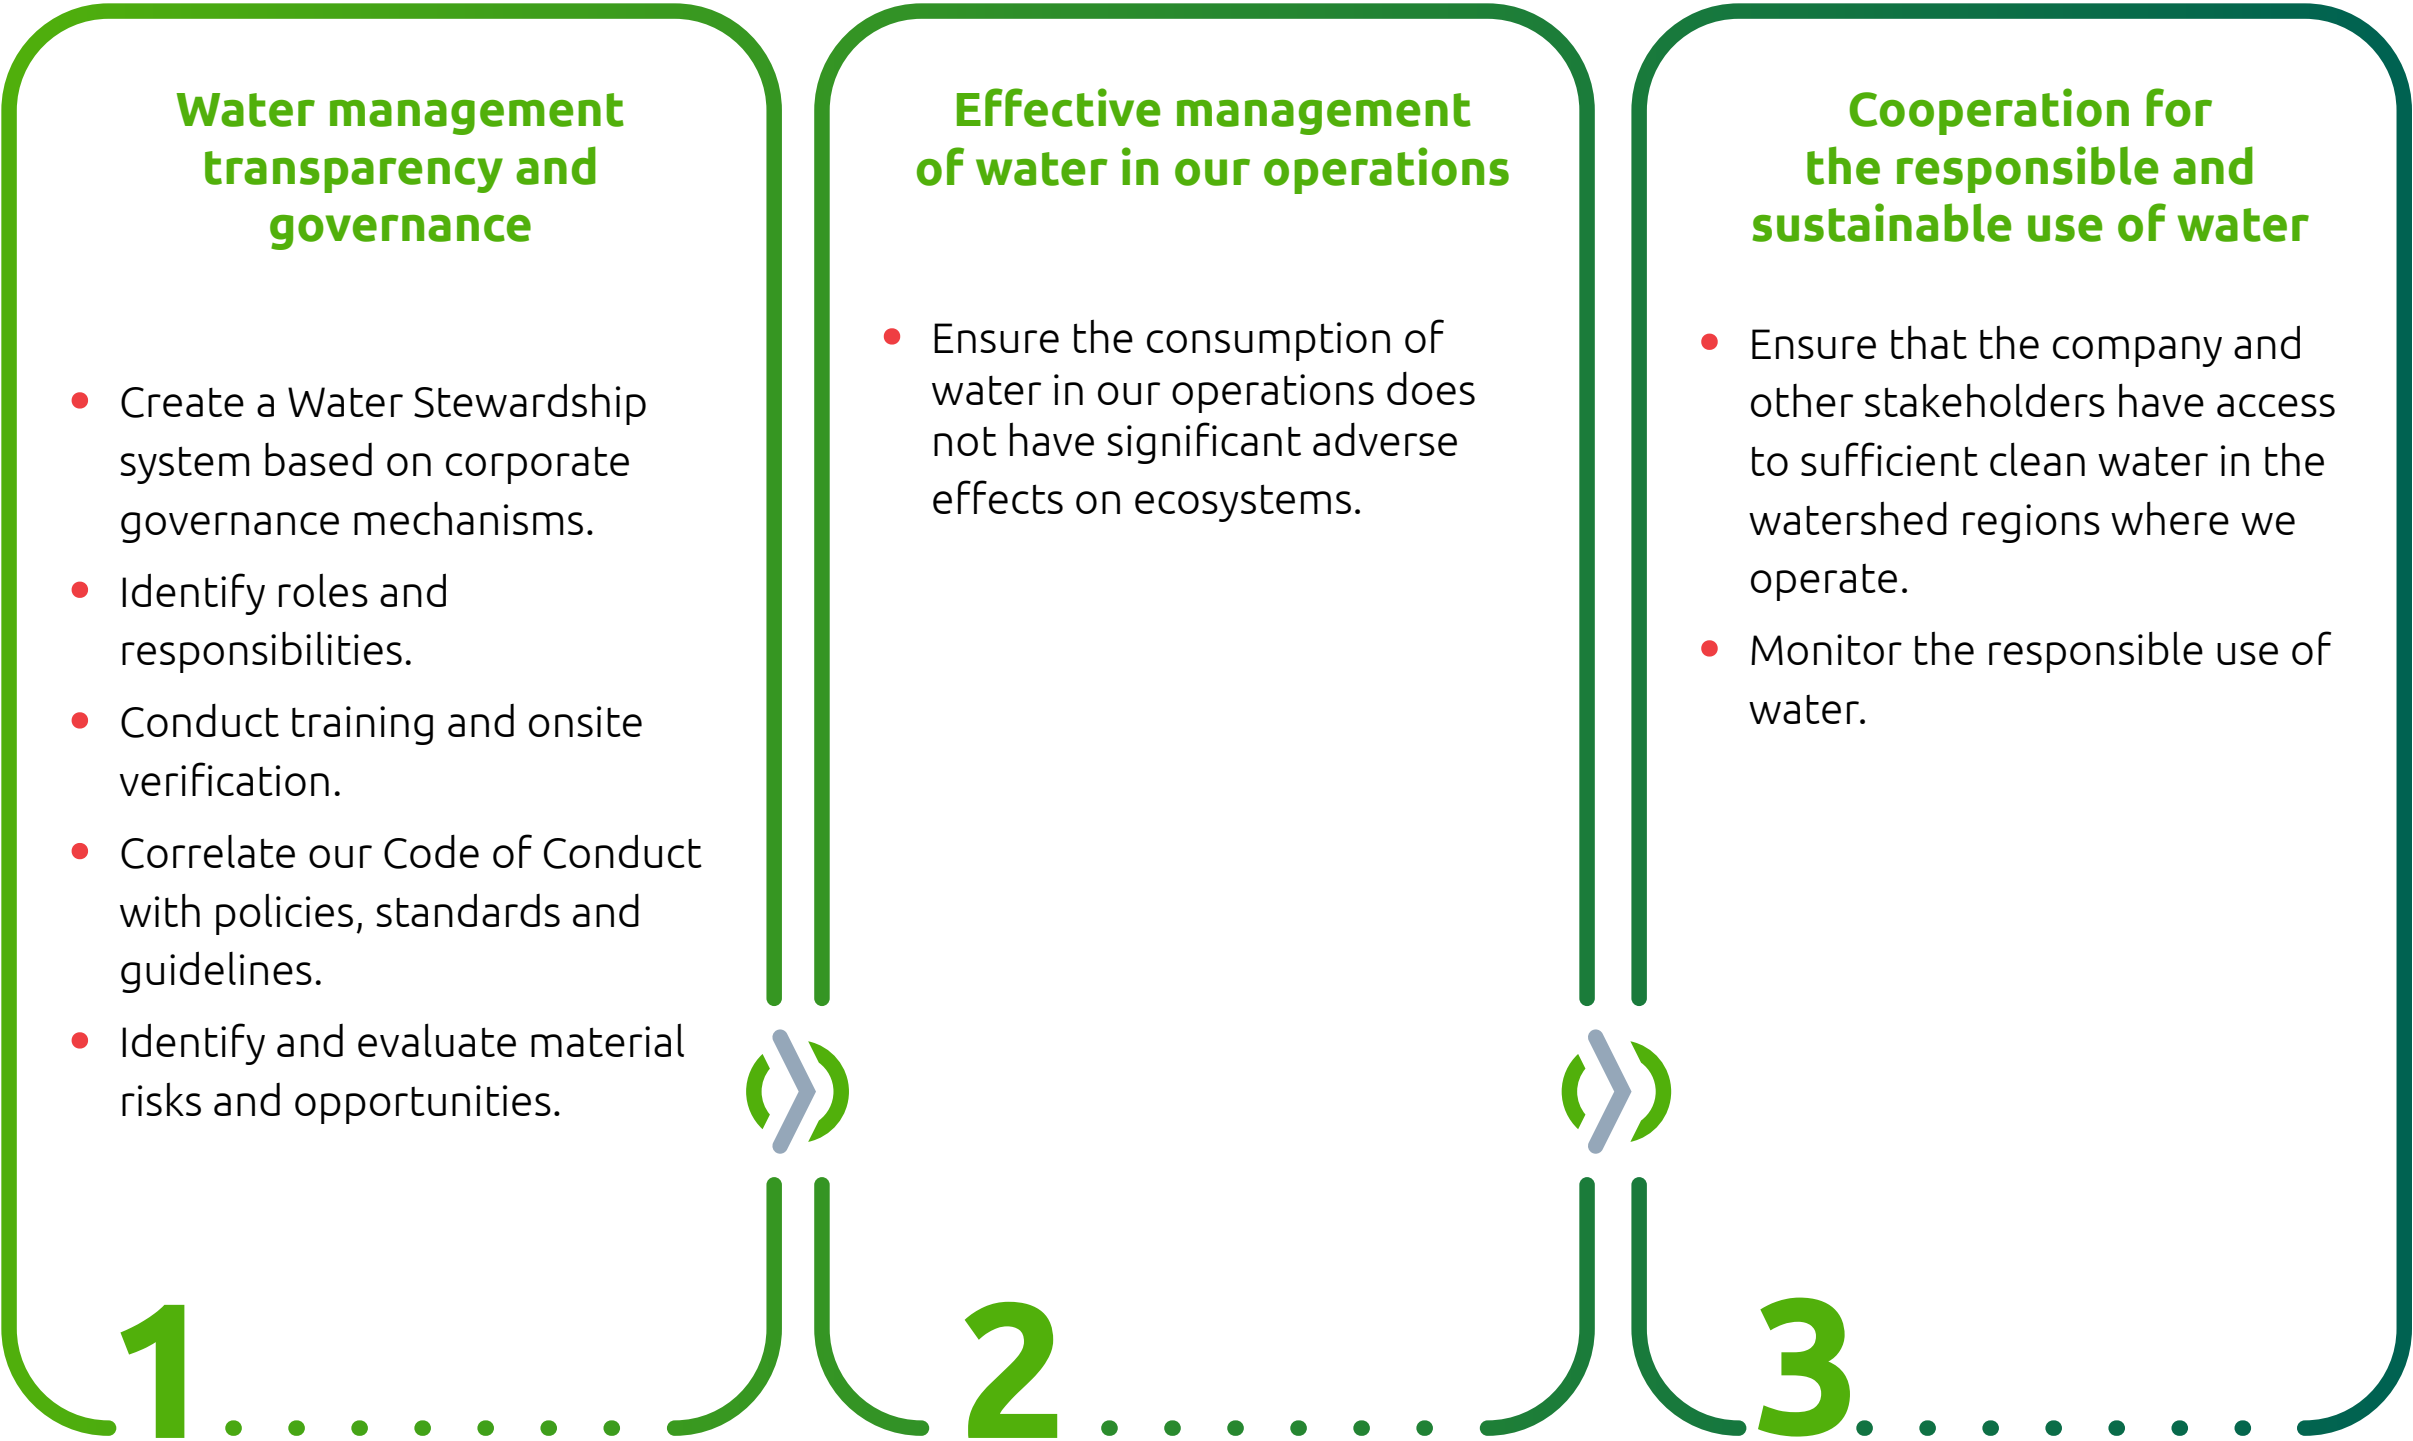 Water management
transparency and
governance
• Create a Water Stewardship
system based on corporate
governance mechanisms.
• Identify roles and
responsibilities.
• Conduct training and onsite
verification.
• Correlate our Code of Conduct
with policies, standards and
guidelines.
• Identify and evaluate material
risks and opportunities.
1
Effective management
of water in our operations
• Ensure the consumption of
water in our operations does
not have significant adverse
effects on ecosystems.
2
Cooperation for
the responsible and
sustainable use of water
• Ensure that the company and
other stakeholders have access
to sufficient clean water in the
watershed regions where we
operate.
• Monitor the responsible use of
water.
3